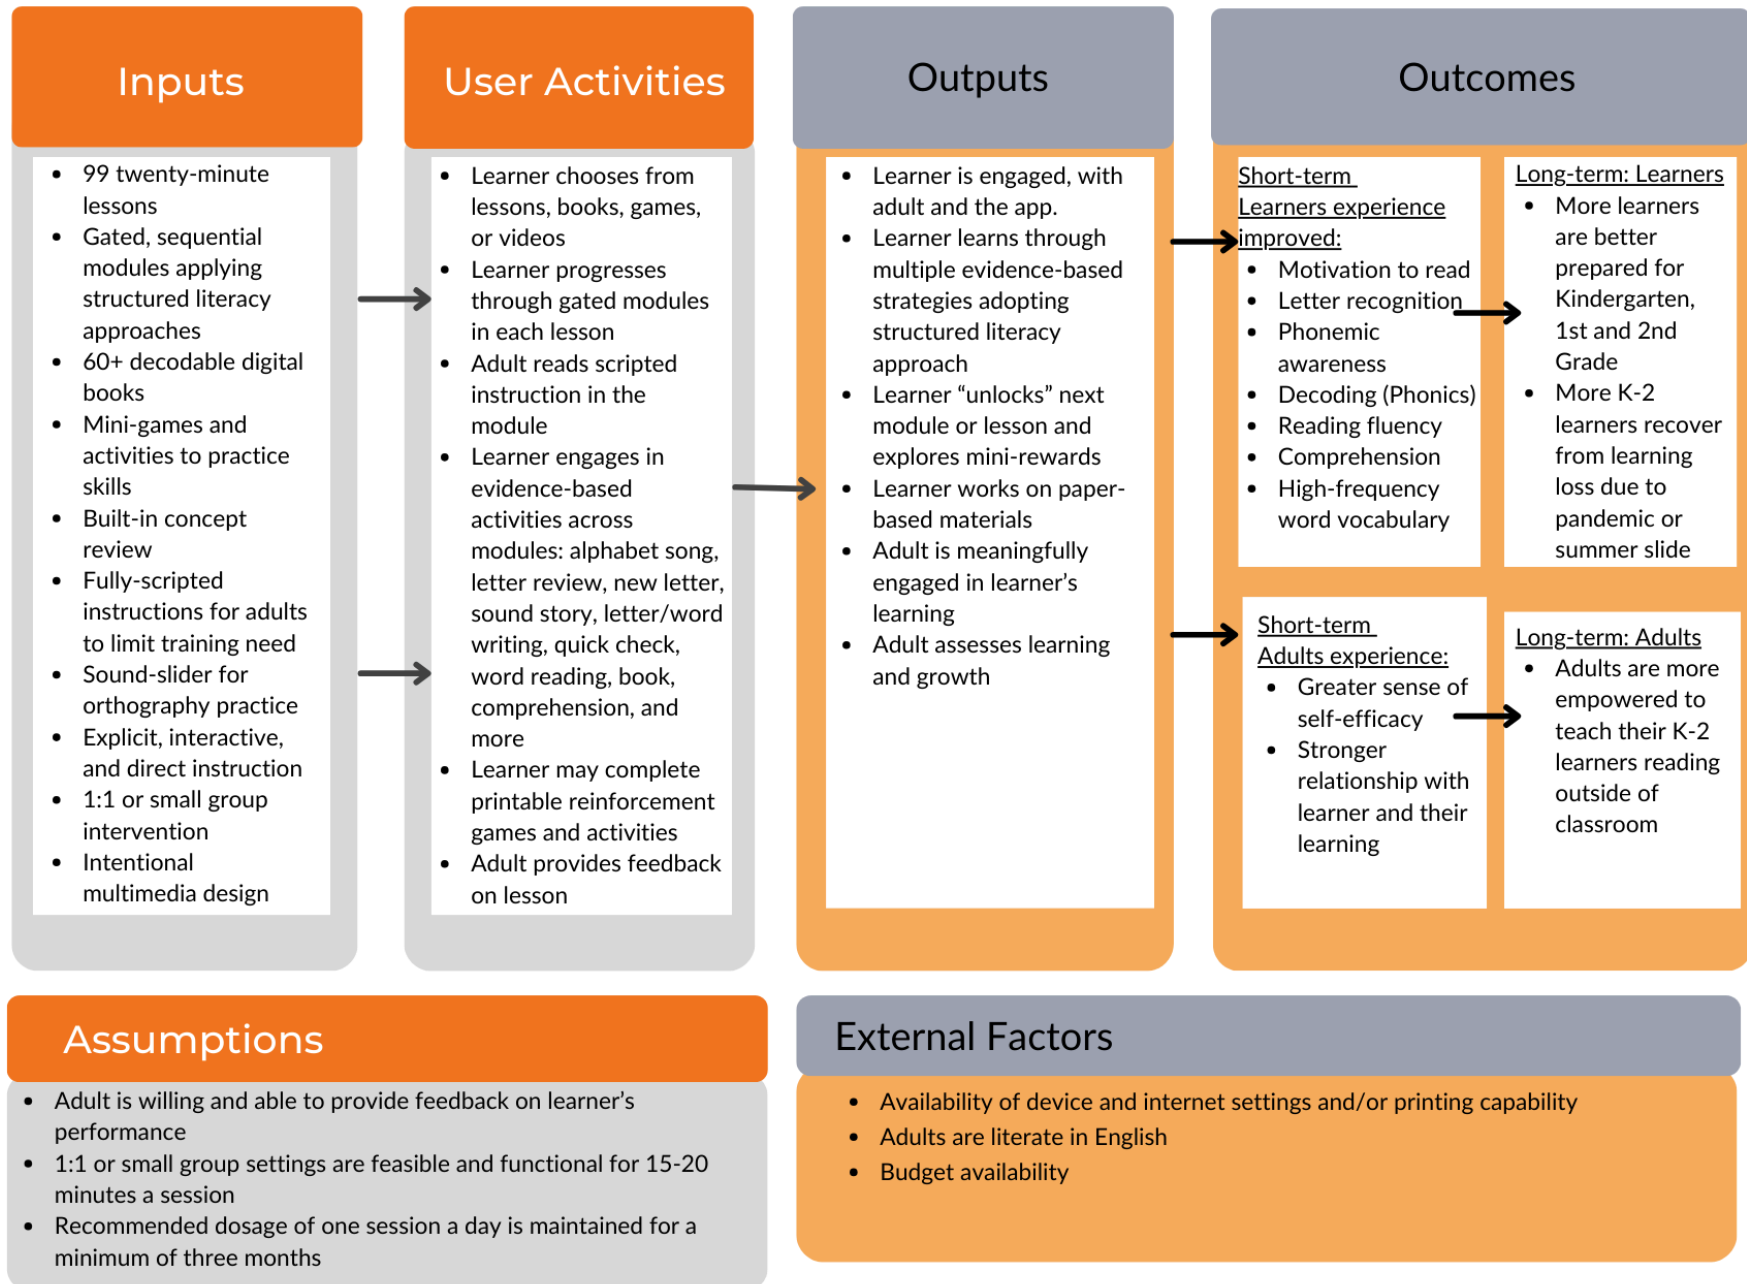 Inputs
• 99 twenty-minute
lessons
• Gated, sequential
modules applying
structured literacy
approaches
• 60+ decodable digital
books
• Mini-games and
activities to practice
skills
• Built-in concept
review
• Fully-scripted
instructions for adults
to limit training need
• Sound-slider for
orthography practice
• Explicit, interactive,
and direct instruction
• 1:1 or small group
intervention
• Intentional
multimedia design
User Activities
• Learner chooses from
lessons, books, games,
or videos
• Learner progresses
through gated modules
in each lesson
• Adult reads scripted
instruction in the
module
• Learner engages in
evidence-based
activities across
modules: alphabet song,
letter review, new letter,
sound story, letter/word
writing, quick check,
word reading, book,
comprehension, and
more
• Learner may complete
printable reinforcement
games and activities
• Adult provides feedback
on lesson
Outputs
• Learner is engaged, with
adult and the app.
• Learner learns through
multiple evidence-based
strategies adopting
structured literacy
approach
• Learner “unlocks” next
module or lesson and
explores mini-rewards
• Learner works on paper-
based materials
• Adult is meaningfully
engaged in learner’s
learning
• Adult assesses learning
and growth
Outcomes
Short-term
Learners experience
improved:
• Motivation to read
• Letter recognition
• Phonemic
awareness
• Decoding (Phonics)
• Reading fluency
• Comprehension
• High-frequency
word vocabulary
Long-term: Learners
• More learners
are better
prepared for
Kindergarten,
1st and 2nd
Grade
• More K-2
learners recover
from learning
loss due to
pandemic or
summer slide
Short-term
Adults experience:
• Greater sense of
self-efficacy
• Stronger
relationship with
learner and their
learning
Long-term: Adults
• Adults are more
empowered to
teach their K-2
learners reading
outside of
classroom
Assumptions
• Adult is willing and able to provide feedback on learner’s
performance
• 1:1 or small group settings are feasible and functional for 15-20
minutes a session
• Recommended dosage of one session a day is maintained for a
minimum of three months
External Factors
• Availability of device and internet settings and/or printing capability
• Adults are literate in English
• Budget availability